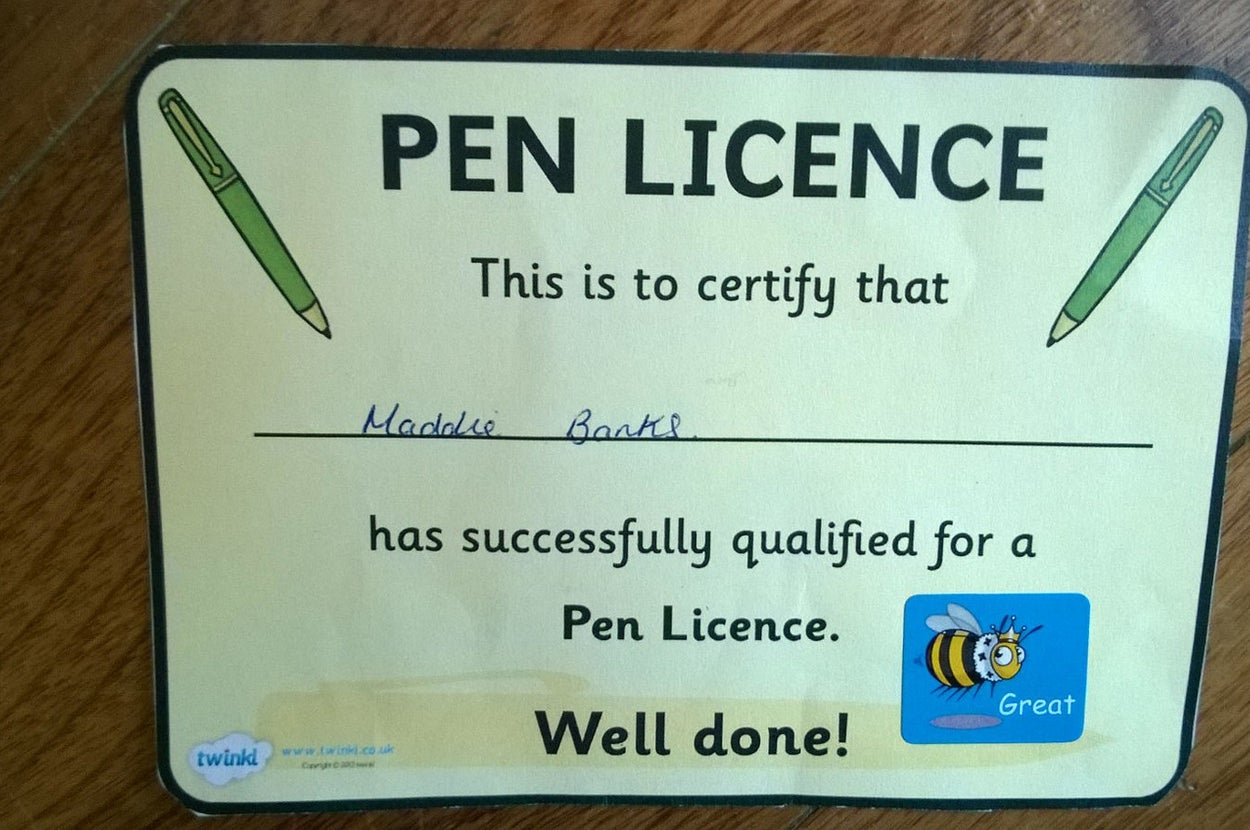 PEN LICENCE
This is to certify that
Maddie Banks.
has successfully qualified for a
Pen Licence.
Great
Well done!
twinkl www.twinkl.co.uk